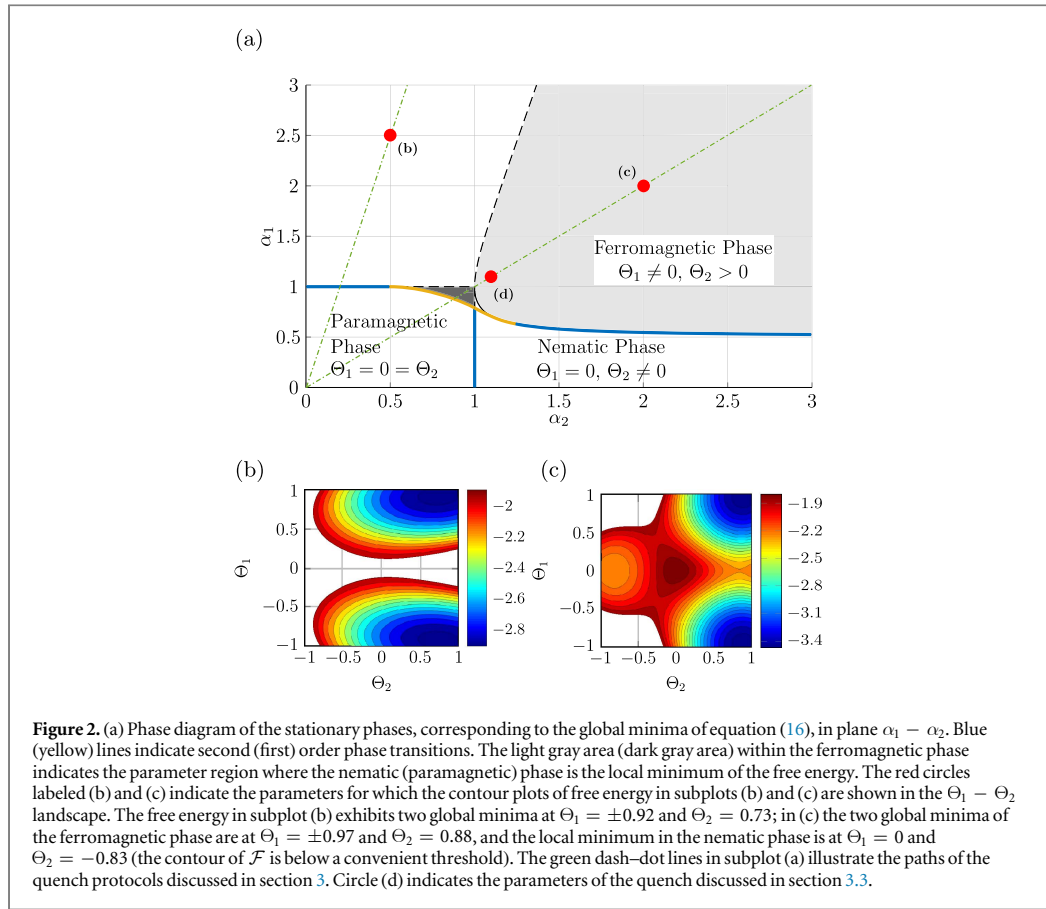 (a)
3
2.5
(b)
(c)
2
α₁
1.5
Ferromagnetic Phase
Θ₁ ≠ 0, Θ₂ > 0
1
(d)
Paramagnetic
0.5
Phase
Nematic Phase
Θ₁ = 0 = Θ₂
Θ₁ = 0, Θ₂ ≠ 0
0
0 0.5 1 1.5 2 2.5 3
α₂
(b)
1
0.5
Θ₁
0
−0.5
−1
−1 −0.5 0 0.5 1
Θ₂
−2
−2.2
−2.4
−2.6
−2.8
(c)
1
0.5
Θ₁
0
−0.5
−1
−1 −0.5 0 0.5 1
Θ₂
−1.9
−2.2
−2.5
−2.8
−3.1
−3.4
Figure 2. (a) Phase diagram of the stationary phases, corresponding to the global minima of equation (16), in plane α₁ − α₂. Blue
(yellow) lines indicate second (first) order phase transitions. The light gray area (dark gray area) within the ferromagnetic phase
indicates the parameter region where the nematic (paramagnetic) phase is the local minimum of the free energy. The red circles
labeled (b) and (c) indicate the parameters for which the contour plots of free energy in subplots (b) and (c) are shown in the Θ₁ − Θ₂
landscape. The free energy in subplot (b) exhibits two global minima at Θ₁ = ±0.92 and Θ₂ = 0.73; in (c) the two global minima of
the ferromagnetic phase are at Θ₁ = ±0.97 and Θ₂ = 0.88, and the local minimum in the nematic phase is at Θ₁ = 0 and
Θ₂ = −0.83 (the contour of ℱ is below a convenient threshold). The green dash–dot lines in subplot (a) illustrate the paths of the
quench protocols discussed in section 3. Circle (d) indicates the parameters of the quench discussed in section 3.3.